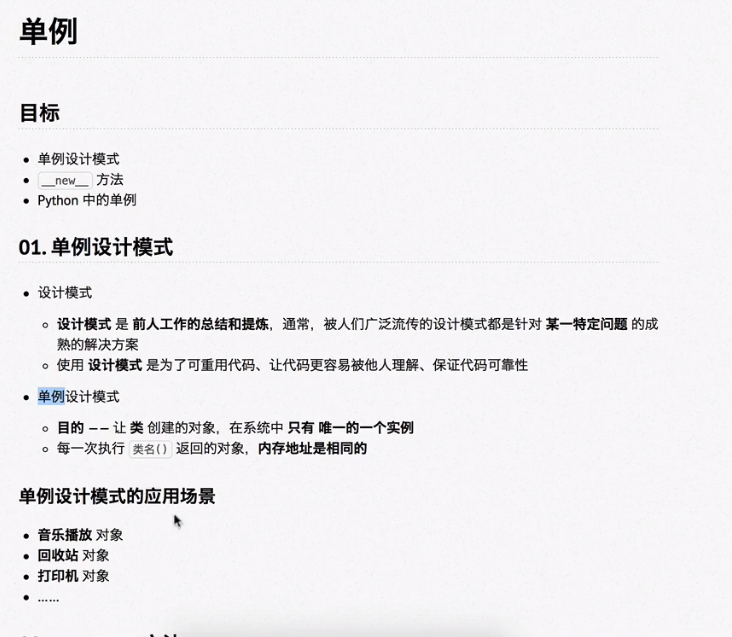 单例
目标
单例设计模式
__new__ 方法
Python 中的单例
01. 单例设计模式
设计模式
设计模式 是 前人工作的总结和提炼，通常，被人们广泛流传的设计模式都是针对 某一特定问题 的成
熟的解决方案
使用 设计模式 是为了可重用代码、让代码更容易被他人理解、保证代码可靠性
单例设计模式
目的 —— 让 类 创建的对象，在系统中 只有 唯一的一个实例
每一次执行 类名() 返回的对象，内存地址是相同的
单例设计模式的应用场景
音乐播放 对象
回收站 对象
打印机 对象
……